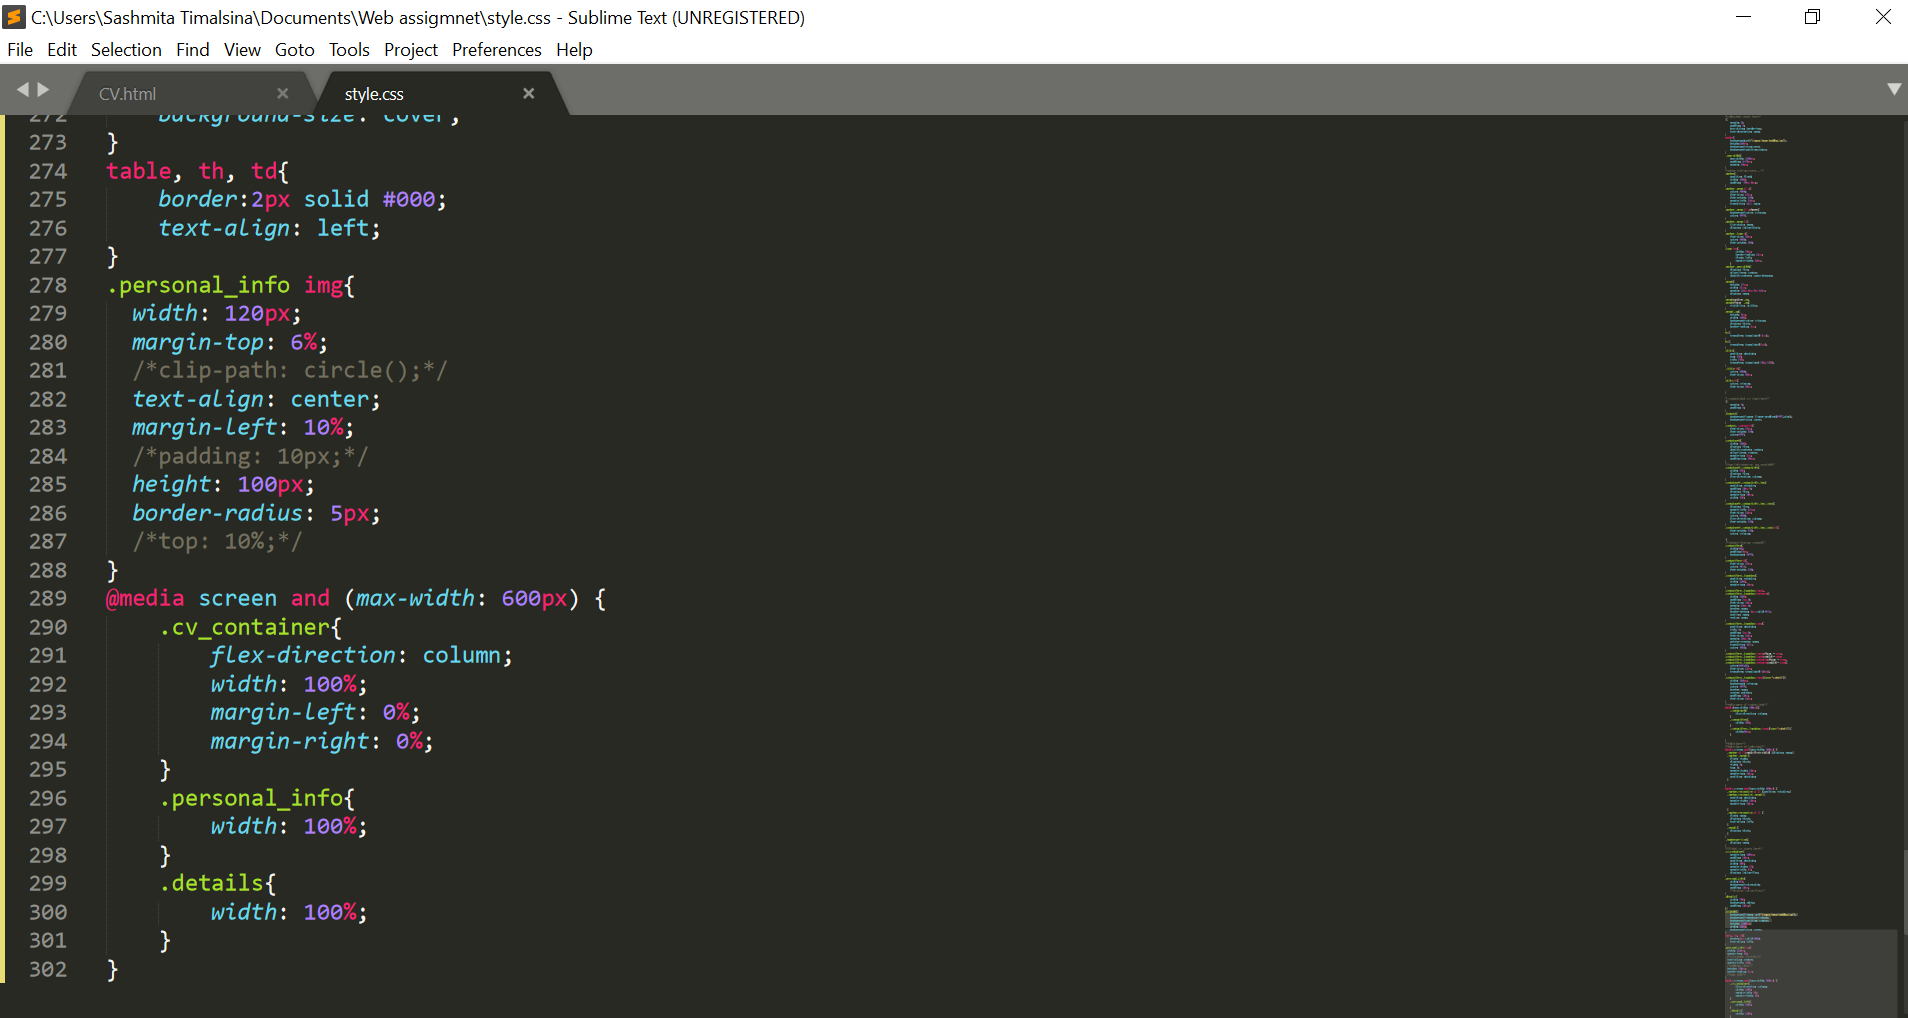 C:\Users\Sashmita Timalsina\Documents\Web assigmnet\style.css - Sublime Text (UNREGISTERED)
File Edit Selection Find View Goto Tools Project Preferences Help
CV.html × style.css ×
272 background-size: cover;
273 }
274 table, th, td{
275 border:2px solid #000;
276 text-align: left;
277 }
278 .personal_info img{
279 width: 120px;
280 margin-top: 6%;
281 /*clip-path: circle();*/
282 text-align: center;
283 margin-left: 10%;
284 /*padding: 10px;*/
285 height: 100px;
286 border-radius: 5px;
287 /*top: 10%;*/
288 }
289 @media screen and (max-width: 600px) {
290 .cv_container{
291 flex-direction: column;
292 width: 100%;
293 margin-left: 0%;
294 margin-right: 0%;
295 }
296 .personal_info{
297 width: 100%;
298 }
299 .details{
300 width: 100%;
301 }
302 }